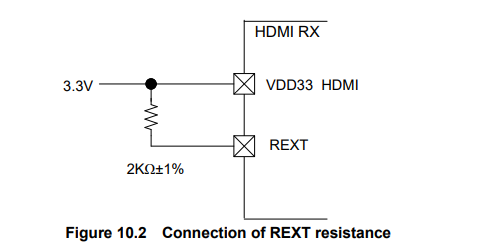 HDMI RX
3.3V
VDD33 HDMI
REXT
2KΩ±1%
Figure 10.2 Connection of REXT resistance